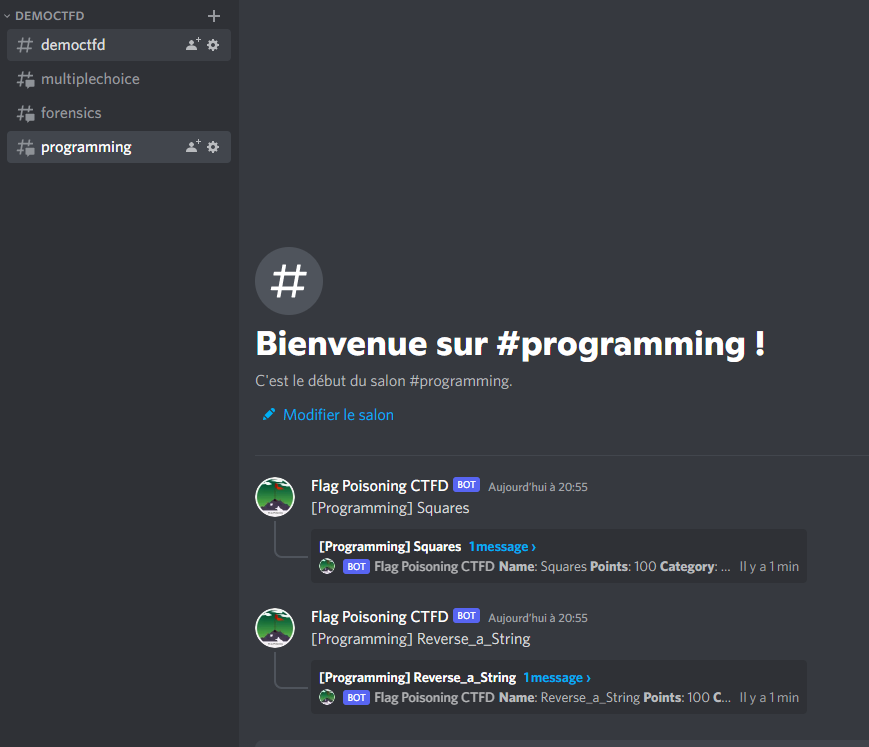 DEMOCTFD
democtfd
multiplechoice
forensics
programming
Bienvenue sur #programming !
C'est le début du salon #programming.
Modifier le salon
Flag Poisoning CTFD BOT Aujourd'hui à 20:55
[Programming] Squares
[Programming] Squares 1 message ›
BOT Flag Poisoning CTFD Name: Squares Points: 100 Category: ... Il y a 1 min
Flag Poisoning CTFD BOT Aujourd'hui à 20:55
[Programming] Reverse_a_String
[Programming] Reverse_a_String 1 message ›
BOT Flag Poisoning CTFD Name: Reverse_a_String Points: 100 C... Il y a 1 min